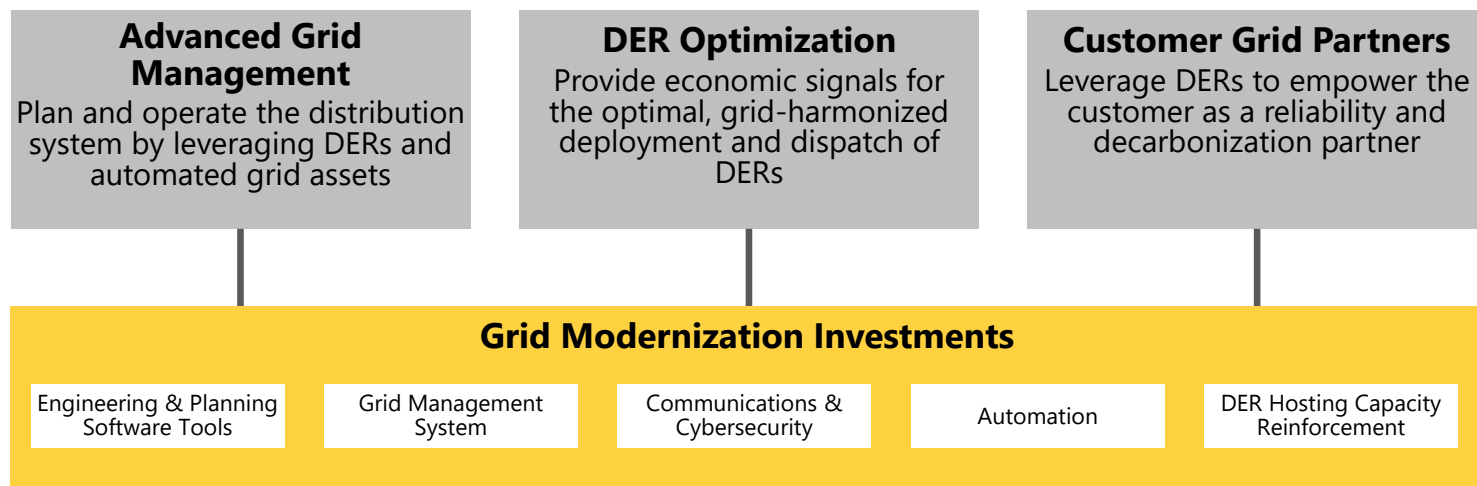 Advanced Grid
Management
Plan and operate the distribution
system by leveraging DERs and
automated grid assets
DER Optimization
Provide economic signals for
the optimal, grid-harmonized
deployment and dispatch of
DERs
Customer Grid Partners
Leverage DERs to empower the
customer as a reliability and
decarbonization partner
Grid Modernization Investments
Engineering & Planning
Software Tools
Grid Management
System
Communications &
Cybersecurity
Automation
DER Hosting Capacity
Reinforcement